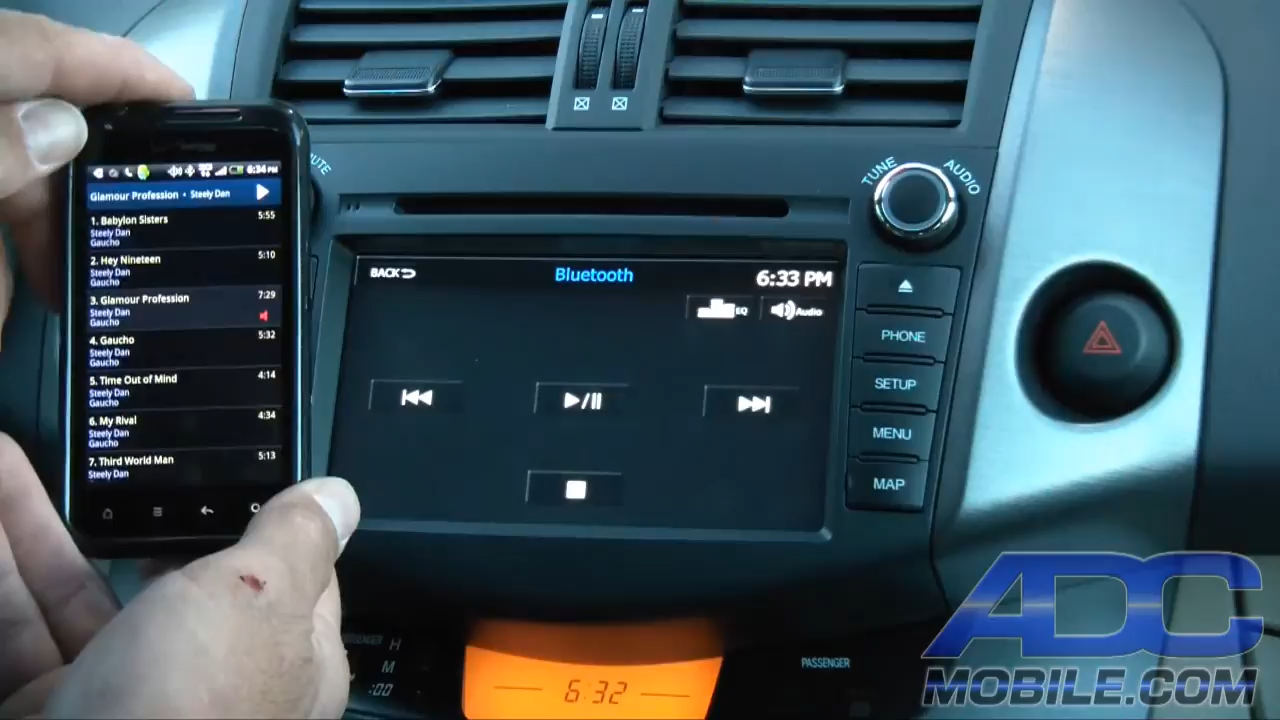 6:34 PM
Glamour Profession • Steely Dan
1. Babylon Sisters 5:55
Steely Dan
Gaucho
2. Hey Nineteen 5:10
Steely Dan
Gaucho
3. Glamour Profession 7:29
Steely Dan
Gaucho
4. Gaucho 5:32
Steely Dan
Gaucho
5. Time Out of Mind 4:14
Steely Dan
Gaucho
6. My Rival 4:34
Steely Dan
Gaucho
7. Third World Man 5:13
Steely Dan
BACK
Bluetooth
6:33 PM
EQ
Audio
TUNE
AUDIO
PHONE
SETUP
MENU
MAP
H
M
:00
6:32
PASSENGER
ADC
MOBILE.COM